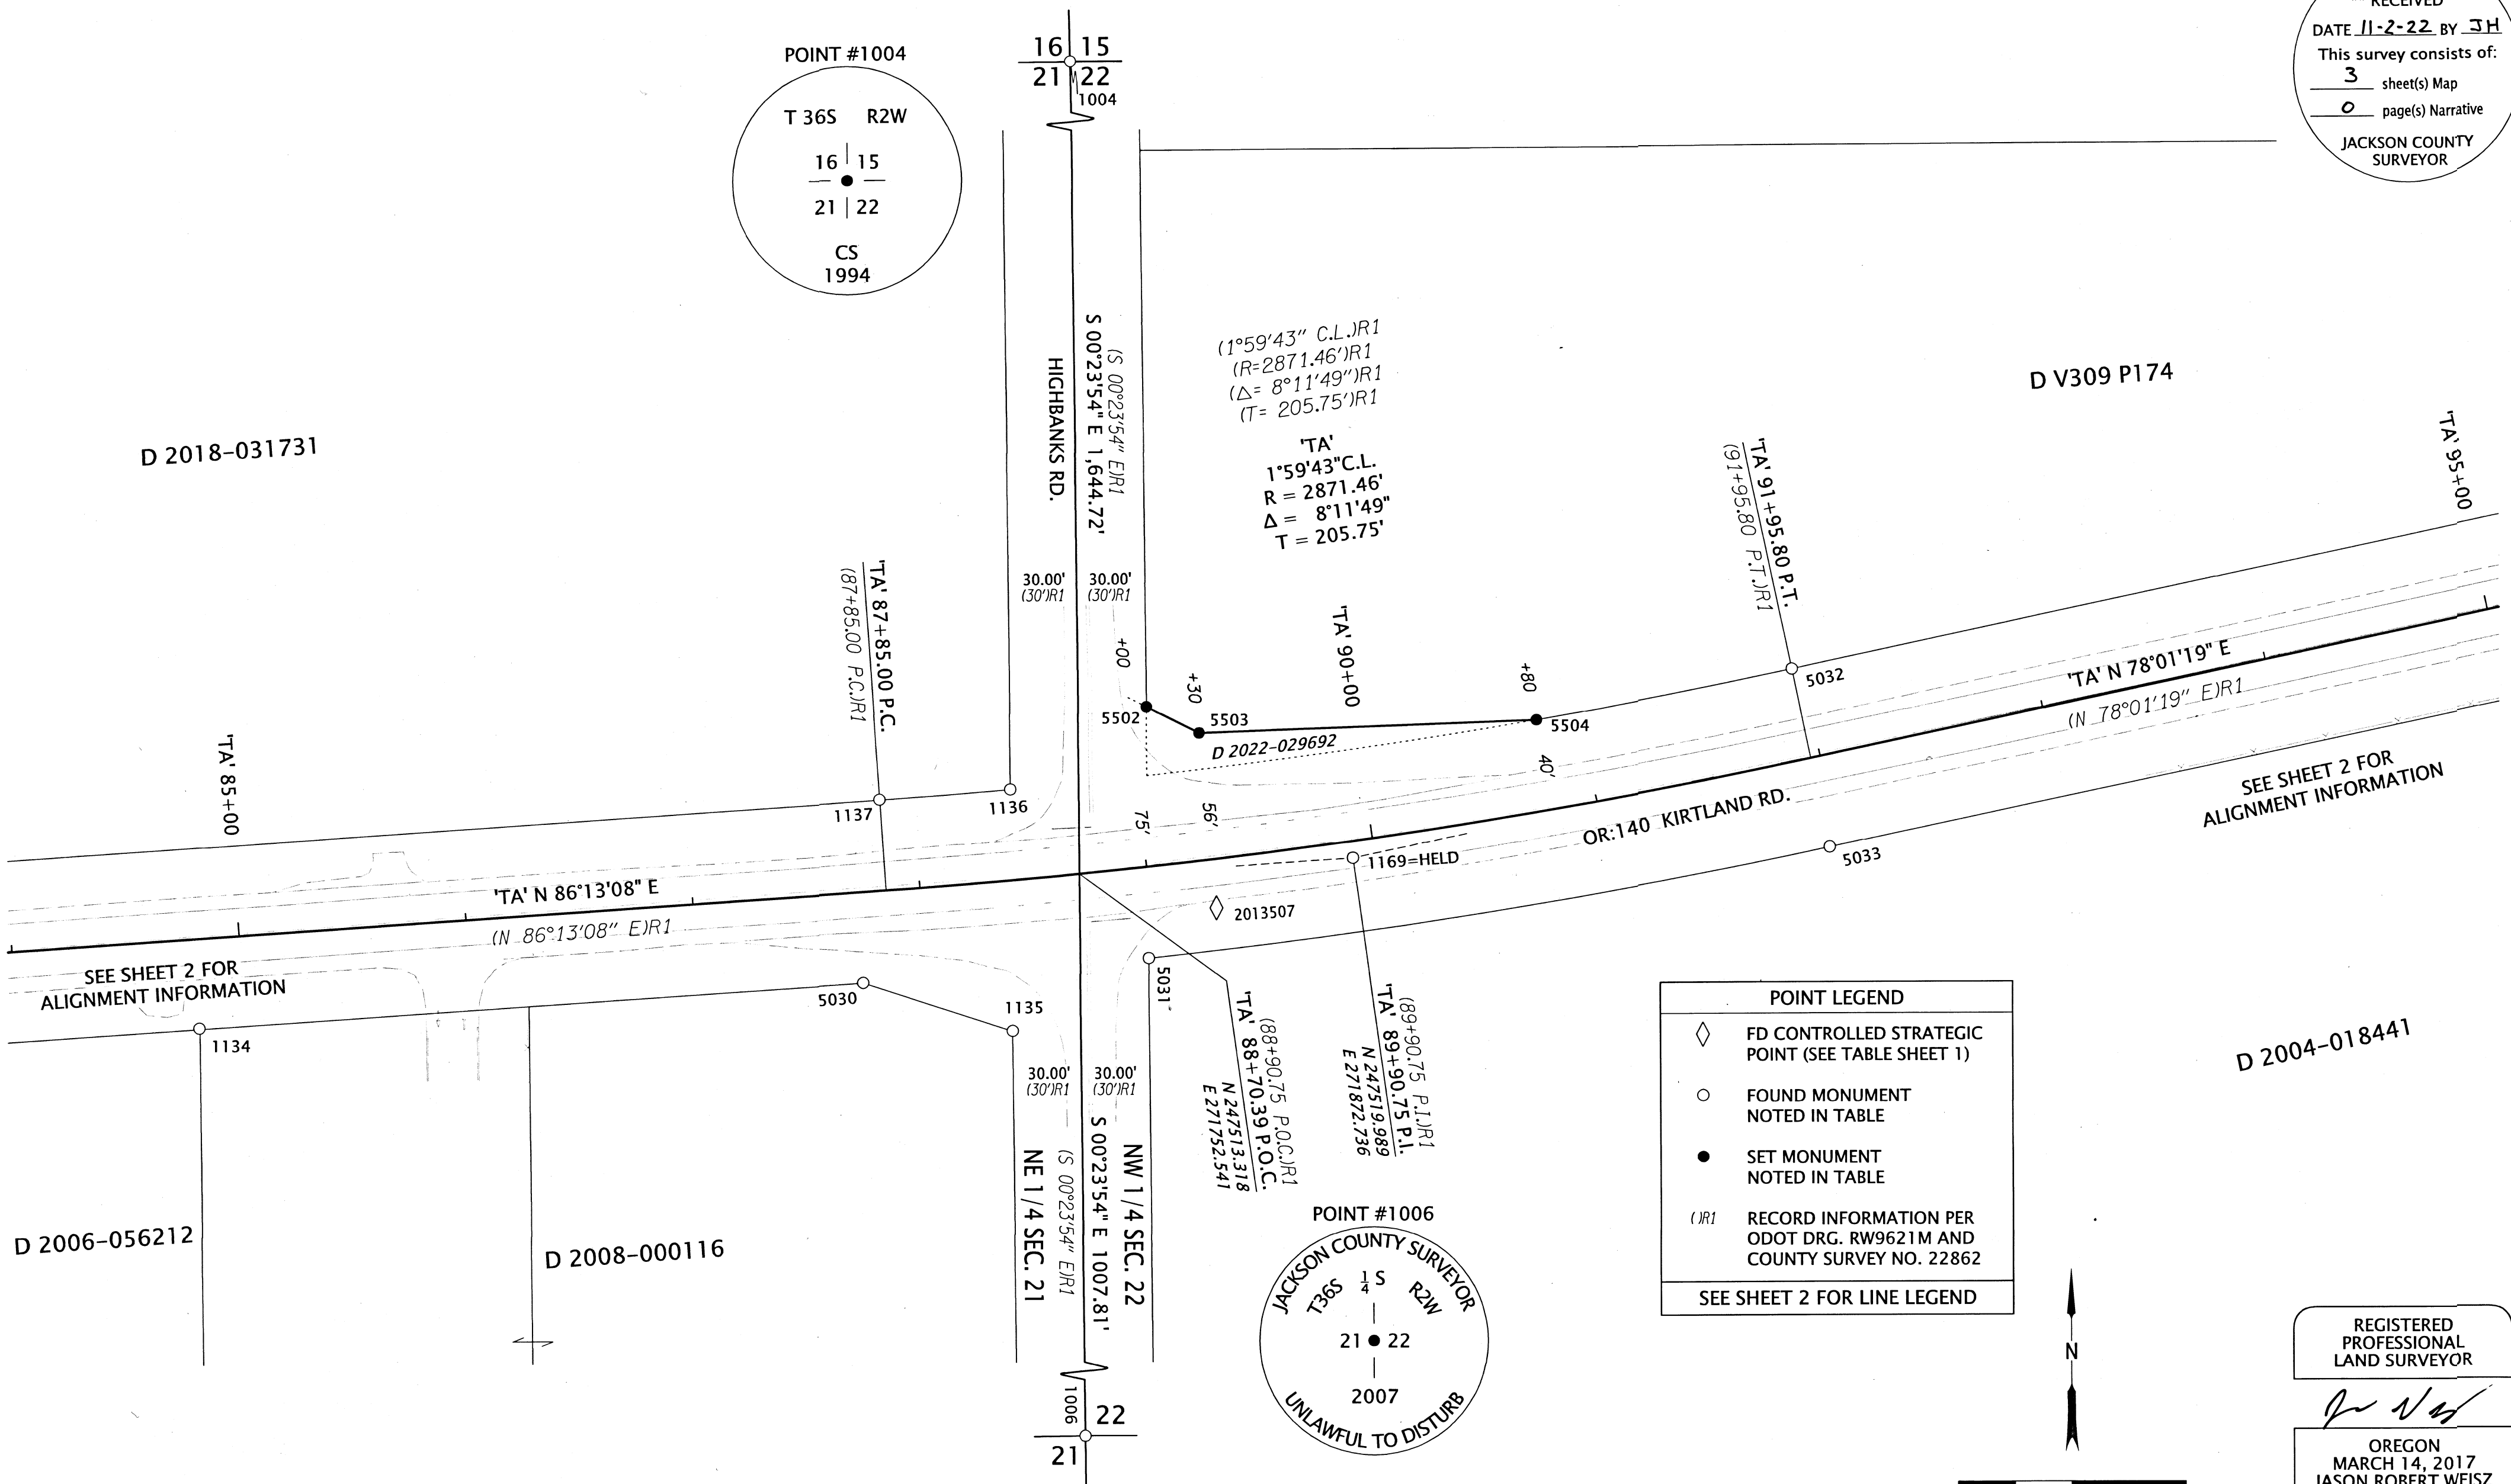 RECEIVED
DATE 11-2-22 BY JH
This survey consists of:
3 sheet(s) Map
0 page(s) Narrative
JACKSON COUNTY
SURVEYOR
POINT #1004
T 36S R2W
16 15
21 22
CS
1994
16 15
21 22
1004
HIGHBANKS RD.
S 00°23'54" E 1,644.72'
(S 00°23'54" E)R1
(1°59'43" C.L.)R1
(R=2871.46')R1
(Δ= 8°11'49")R1
(T= 205.75')R1
'TA'
1°59'43"C.L.
R = 2871.46'
Δ = 8°11'49"
T = 205.75'
D V309 P174
D 2018-031731
'TA' 95+00
'TA' 91+95.80 P.T.
(91+95.80 P.T.)R1
30.00'
(30')R1
30.00'
(30')R1
'TA' 87+85.00 P.C.
(87+85.00 P.C.)R1
'TA' 85+00
+00
+30
'TA' 90+00
+80
5502
5503
5504
D 2022-029692
5032
'TA' N 78°01'19" E
(N 78°01'19" E)R1
40'
75'
56'
1137
1136
SEE SHEET 2 FOR
ALIGNMENT INFORMATION
OR:140 KIRTLAND RD.
1169=HELD
5033
'TA' N 86°13'08" E
(N 86°13'08" E)R1
2013507
SEE SHEET 2 FOR
ALIGNMENT INFORMATION
5030
1135
5031
1134
(88+90.75 P.O.C.)R1
'TA' 88+70.39 P.O.C.
N 247513.318
E 271752.541
(89+90.75 P.I.)R1
'TA' 89+90.75 P.I.
N 247519.989
E 271872.736
30.00'
(30')R1
30.00'
(30')R1
NE 1/4 SEC. 21
(S 00°23'54" E)R1
S 00°23'54" E 1007.81'
NW 1/4 SEC. 22
D 2006-056212
D 2008-000116
D 2004-018441
POINT LEGEND
FD CONTROLLED STRATEGIC
POINT (SEE TABLE SHEET 1)
FOUND MONUMENT
NOTED IN TABLE
SET MONUMENT
NOTED IN TABLE
( )R1 RECORD INFORMATION PER
ODOT DRG. RW9621M AND
COUNTY SURVEY NO. 22862
SEE SHEET 2 FOR LINE LEGEND
POINT #1006
JACKSON COUNTY SURVEYOR
T36S 1/4 S R2W
21 22
2007
UNLAWFUL TO DISTURB
1006
22
21
N
REGISTERED
PROFESSIONAL
LAND SURVEYOR
OREGON
MARCH 14, 2017
JASON ROBERT WEISZ